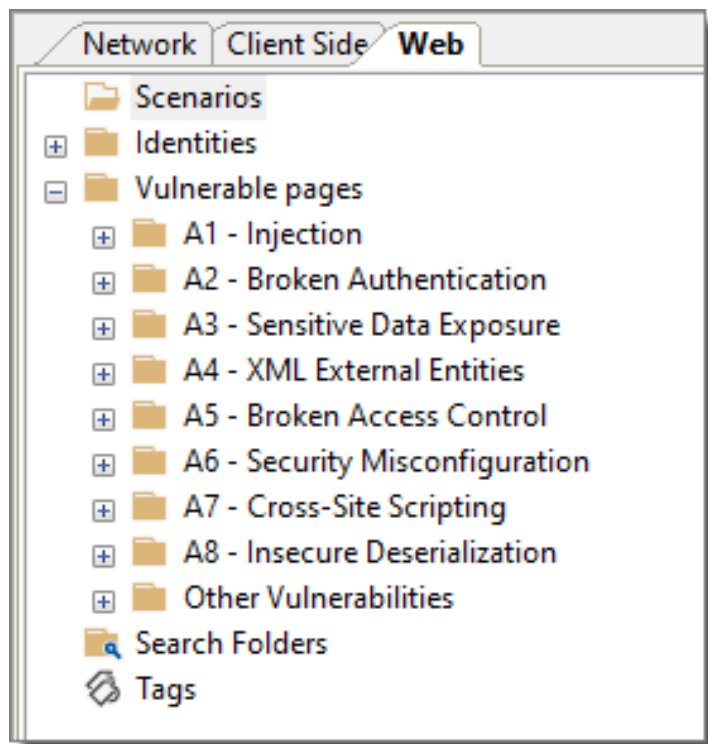 Network Client Side Web
Scenarios
Identities
Vulnerable pages
A1 - Injection
A2 - Broken Authentication
A3 - Sensitive Data Exposure
A4 - XML External Entities
A5 - Broken Access Control
A6 - Security Misconfiguration
A7 - Cross-Site Scripting
A8 - Insecure Deserialization
Other Vulnerabilities
Search Folders
Tags